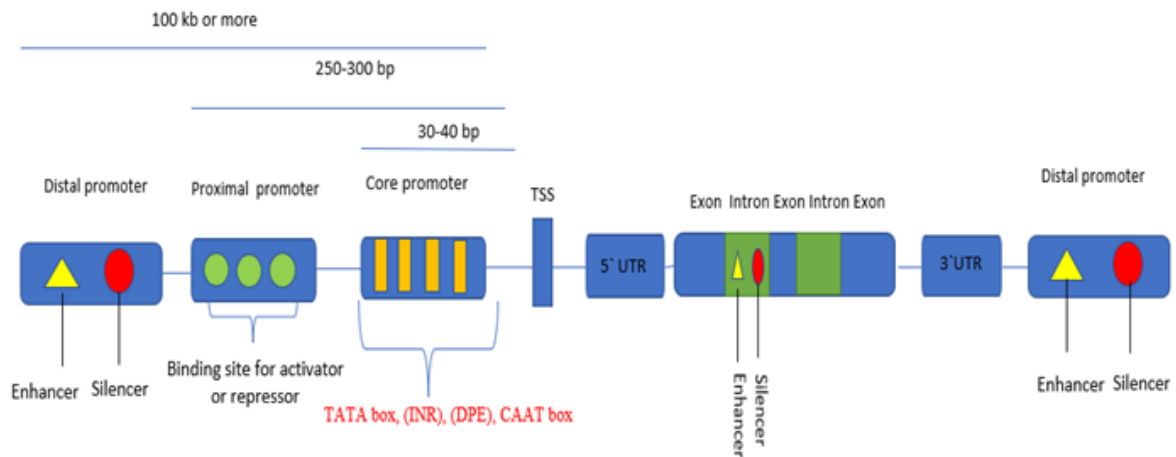 100 kb or more
250-300 bp
30-40 bp
Distal promoter
Proximal promoter
Core promoter
TSS
Exon Intron Exon Intron Exon
Distal promoter
5` UTR
3`UTR
Enhancer
Silencer
Binding site for activator
or repressor
TATA box, (INR), (DPE), CAAT box
Enhancer
Silencer
Enhancer
Silencer